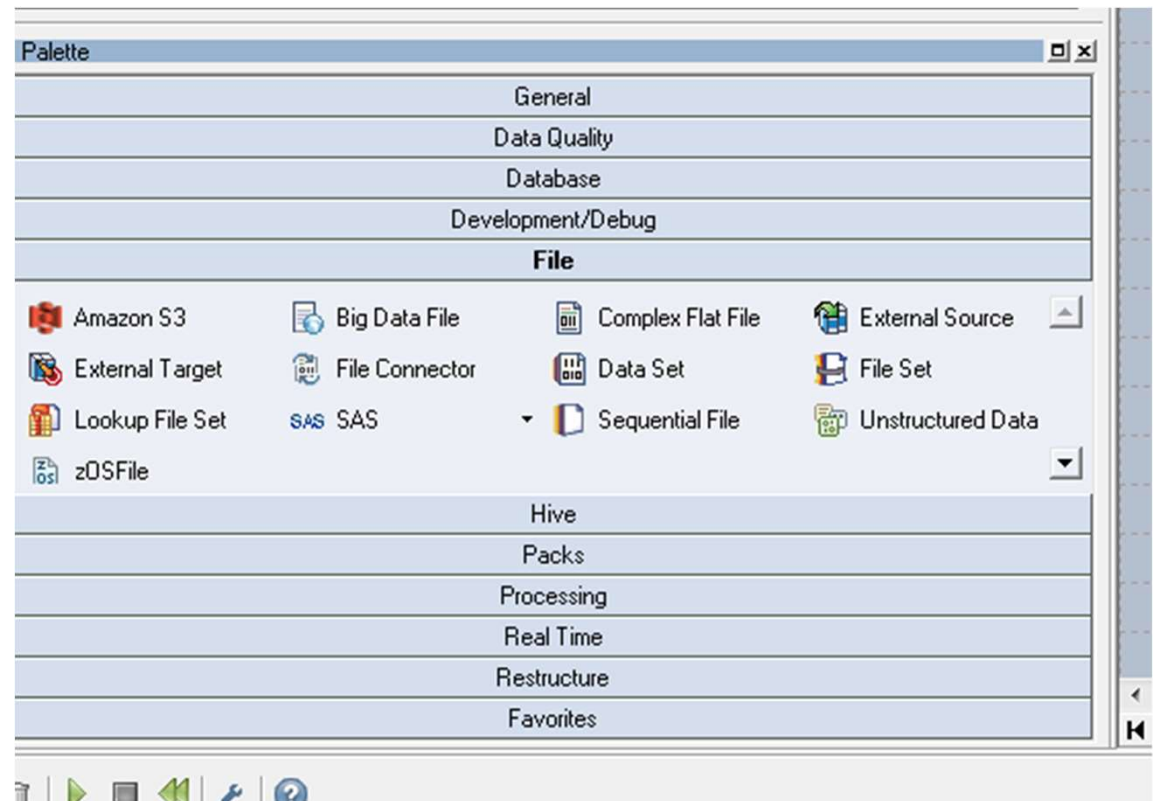 Palette
General
Data Quality
Database
Development/Debug
File
Amazon S3 Big Data File Complex Flat File External Source
External Target File Connector Data Set File Set
Lookup File Set SAS SAS Sequential File Unstructured Data
zOS zOSFile
Hive
Packs
Processing
Real Time
Restructure
Favorites